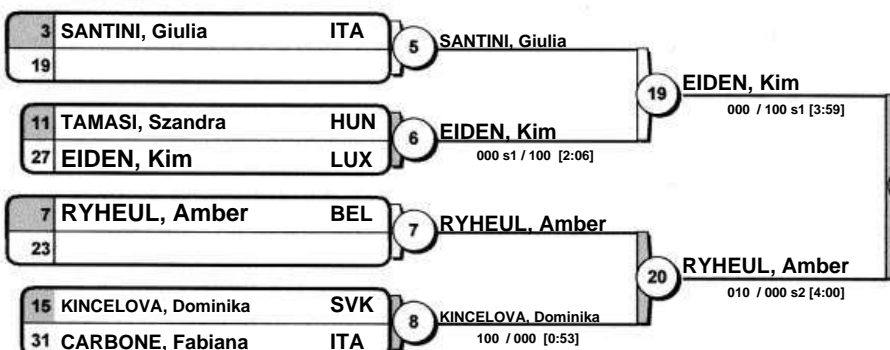 3 SANTINI, Giulia ITA
19
5
SANTINI, Giulia
11 TAMASI, Szandra HUN
27 EIDEN, Kim LUX
6
EIDEN, Kim
000 s1 / 100 [2:06]
19
EIDEN, Kim
000 / 100 s1 [3:59]
7 RYHEUL, Amber BEL
23
7
RYHEUL, Amber
15 KINCELOVA, Dominika SVK
31 CARBONE, Fabiana ITA
8
KINCELOVA, Dominika
100 / 000 [0:53]
20
RYHEUL, Amber
010 / 000 s2 [4:00]